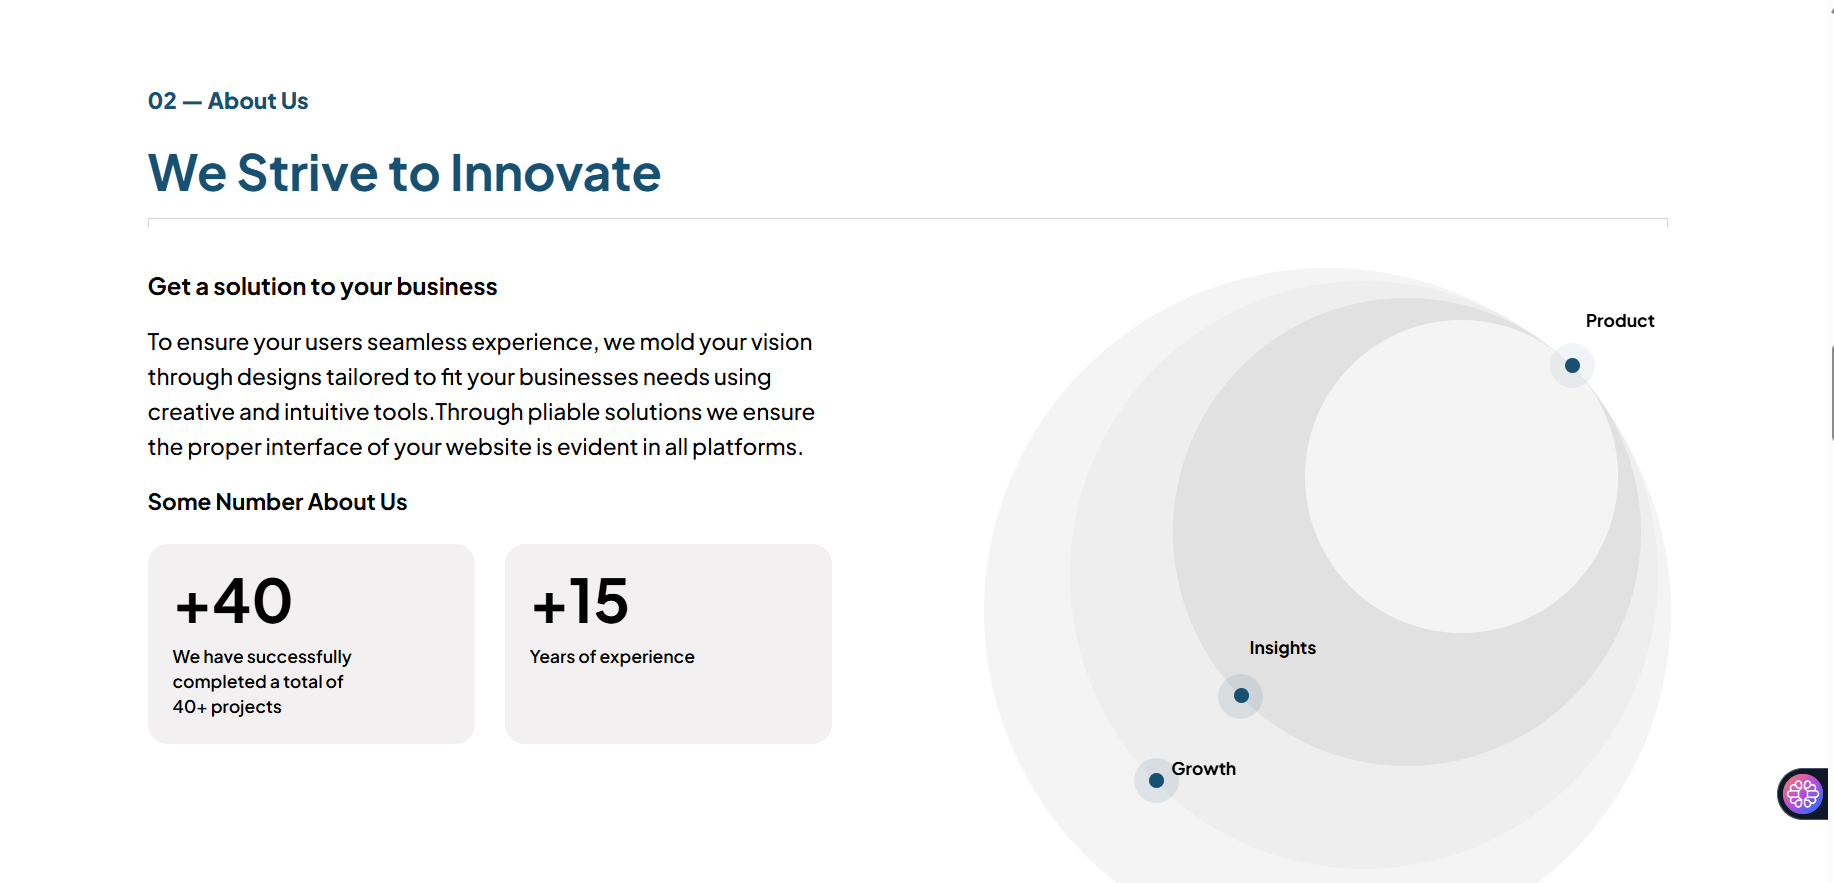 02 — About Us
We Strive to Innovate
Get a solution to your business
To ensure your users seamless experience, we mold your vision
through designs tailored to fit your businesses needs using
creative and intuitive tools.Through pliable solutions we ensure
the proper interface of your website is evident in all platforms.
Some Number About Us
+40
We have successfully
completed a total of
40+ projects
+15
Years of experience
Product
Insights
Growth